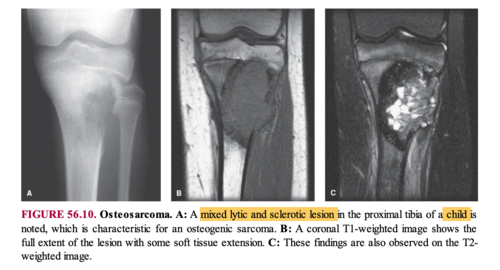 A
B
C
FIGURE 56.10. Osteosarcoma. A: A mixed lytic and sclerotic lesion in the proximal tibia of a child is
noted, which is characteristic for an osteogenic sarcoma. B: A coronal T1-weighted image shows the
full extent of the lesion with some soft tissue extension. C: These findings are also observed on the T2-
weighted image.